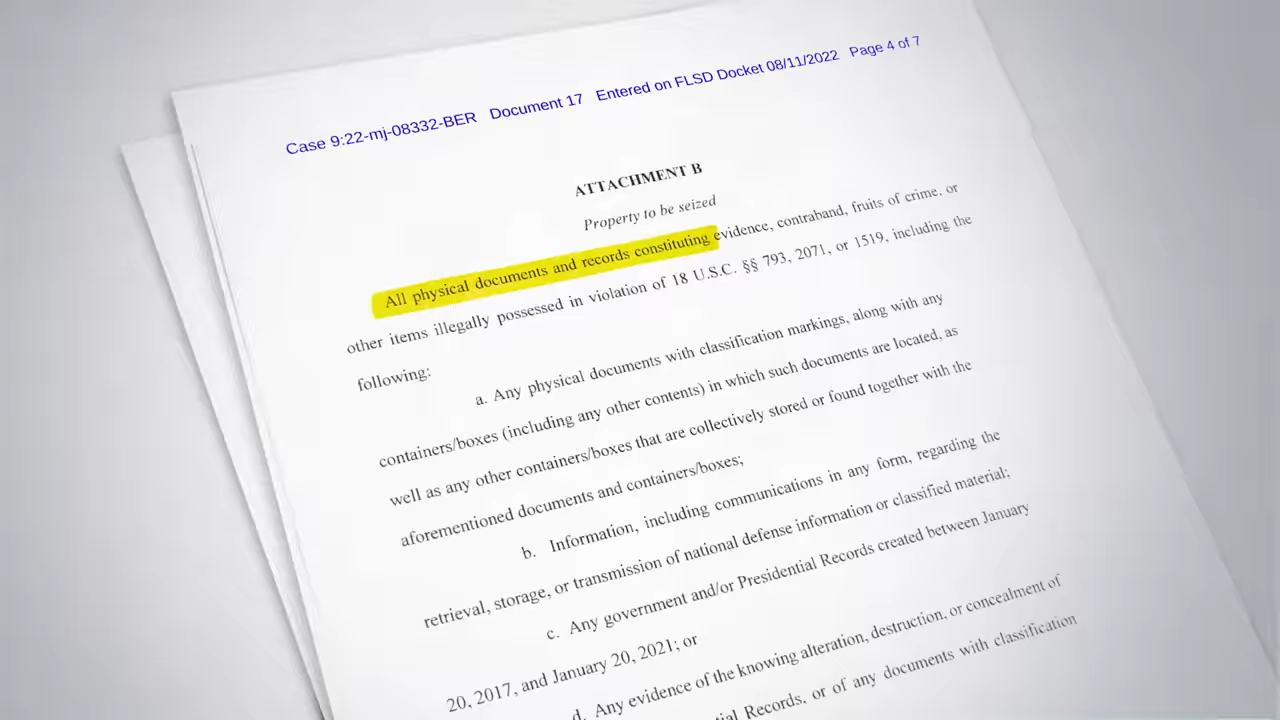 Case 9:22-mj-08332-BER Document 17 Entered on FLSD Docket 08/11/2022 Page 4 of 7
ATTACHMENT B
Property to be seized
All physical documents and records constituting evidence, contraband, fruits of crime, or
other items illegally possessed in violation of 18 U.S.C. §§ 793, 2071, or 1519, including the
following:
a. Any physical documents with classification markings, along with any
containers/boxes (including any other contents) in which such documents are located, as
well as any other containers/boxes that are collectively stored or found together with the
aforementioned documents and containers/boxes;
b. Information, including communications in any form, regarding the
retrieval, storage, or transmission of national defense information or classified material;
c. Any government and/or Presidential Records created between January
20, 2017, and January 20, 2021; or
d. Any evidence of the knowing alteration, destruction, or concealment of
Records, or of any documents with classification